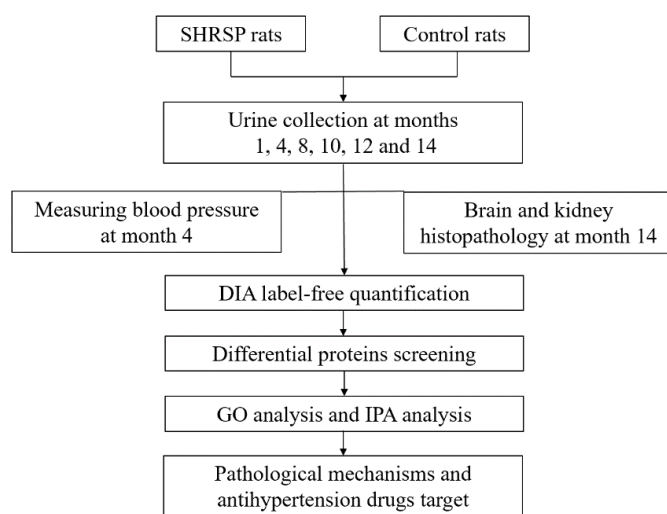 SHRSP rats
Control rats
Urine collection at months
1, 4, 8, 10, 12 and 14
Measuring blood pressure
at month 4
Brain and kidney
histopathology at month 14
DIA label-free quantification
Differential proteins screening
GO analysis and IPA analysis
Pathological mechanisms and
antihypertension drugs target